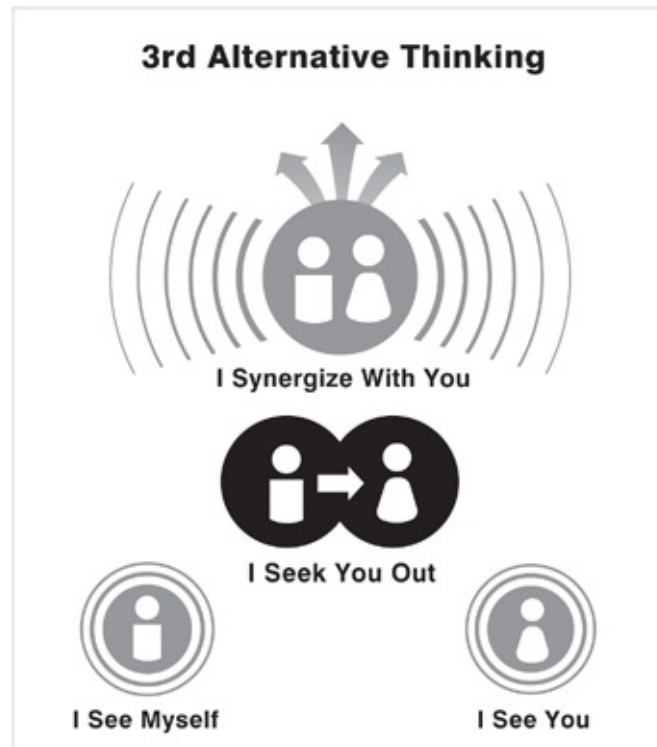 3rd Alternative Thinking
I Synergize With You
I Seek You Out
I See Myself
I See You